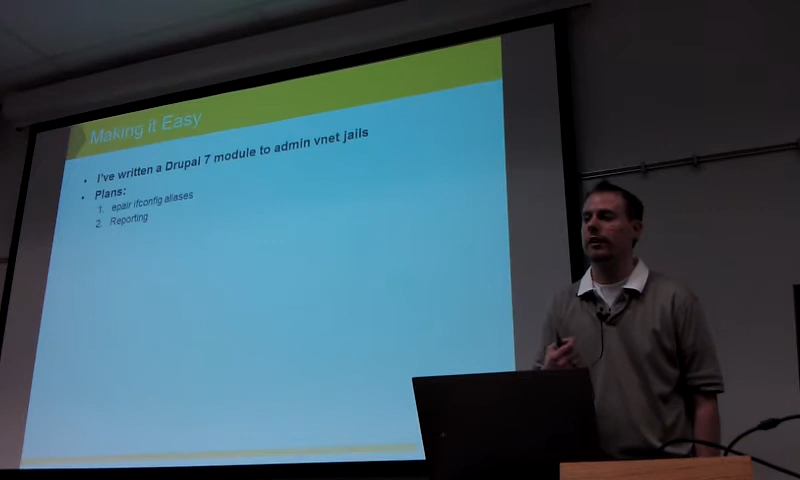 Making it Easy
• I've written a Drupal 7 module to admin vnet jails
• Plans:
1. epair ifconfig aliases
2. Reporting